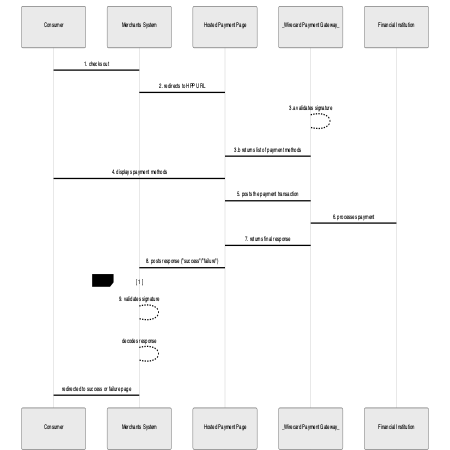 Consumer
Merchants System
Hosted Payment Page
_Wirecard Payment Gateway_
Financial Institution
1. checks out
2. redirects to HPP URL
3.a validates signature
3.b returns list of payment methods
4.displays payment methods
5. posts the payment transaction
6. processes payment
7. returns final response
8. posts response ("success"/"failure")
[ 1 ]
9. validates signature
decodes response
redirected to success or failure page
Consumer
Merchants System
Hosted Payment Page
_Wirecard Payment Gateway_
Financial Institution